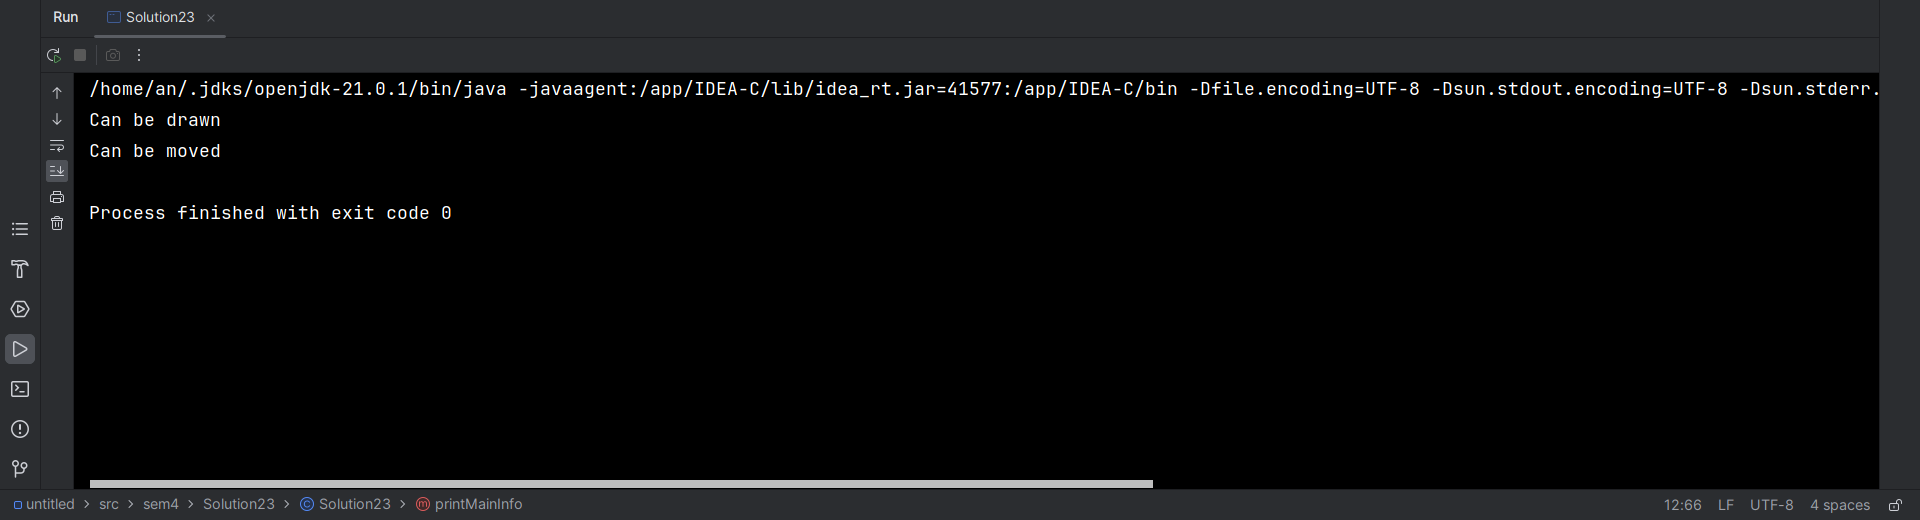 Run Solution23
/home/an/.jdks/openjdk-21.0.1/bin/java -javaagent:/app/IDEA-C/lib/idea_rt.jar=41577:/app/IDEA-C/bin -Dfile.encoding=UTF-8 -Dsun.stdout.encoding=UTF-8 -Dsun.stderr.
Can be drawn
Can be moved
Process finished with exit code 0
untitled > src > sem4 > Solution23 > Solution23 > printMainInfo 12:66 LF UTF-8 4 spaces